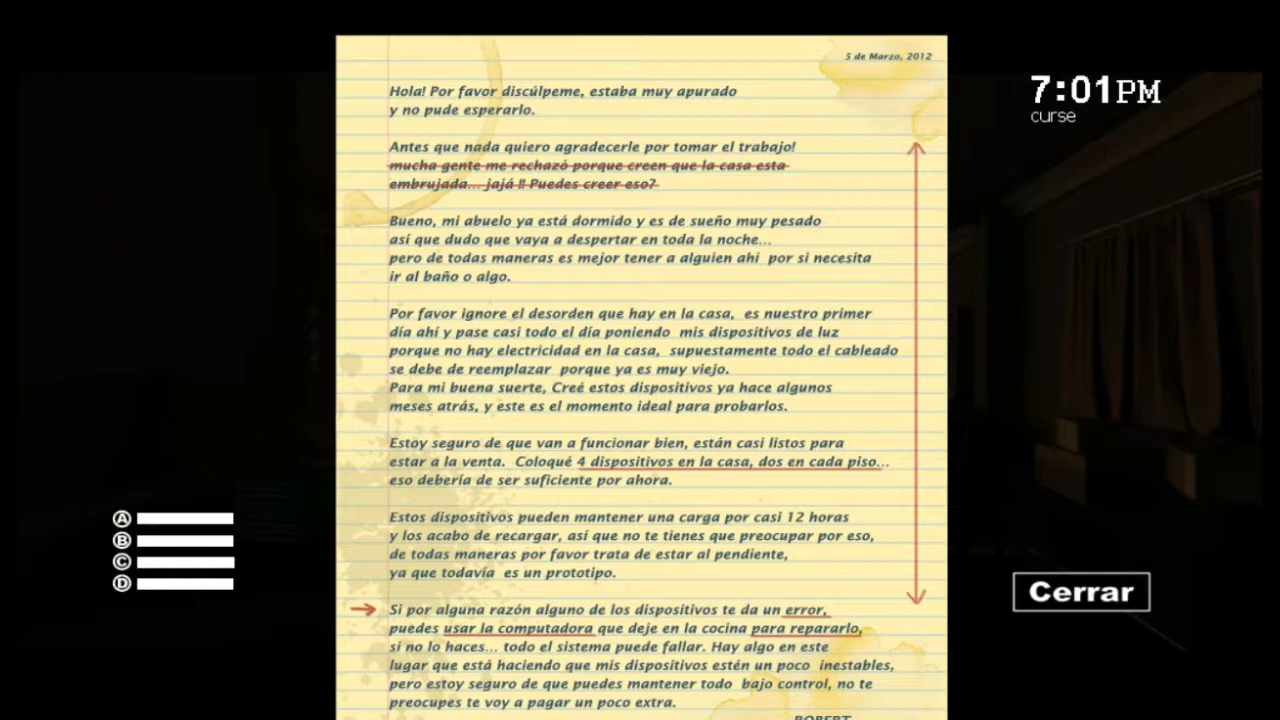 5 de Marzo, 2012
7:01PM
curse
Hola! Por favor discúlpeme, estaba muy apurado
y no pude esperarlo.
Antes que nada quiero agradecerle por tomar el trabajo!
mucha gente me rechazó porque creen que la casa esta
embrujada... jajá !! Puedes creer eso?
Bueno, mi abuelo ya está dormido y es de sueño muy pesado
así que dudo que vaya a despertar en toda la noche...
pero de todas maneras es mejor tener a alguien ahí por si necesita
ir al baño o algo.
Por favor ignore el desorden que hay en la casa, es nuestro primer
día ahí y pase casi todo el día poniendo mis dispositivos de luz
porque no hay electricidad en la casa, supuestamente todo el cableado
se debe de reemplazar porque ya es muy viejo.
Para mi buena suerte, Creé estos dispositivos ya hace algunos
meses atrás, y este es el momento ideal para probarlos.
Estoy seguro de que van a funcionar bien, están casi listos para
estar a la venta. Coloqué 4 dispositivos en la casa, dos en cada piso...
eso debería de ser suficiente por ahora.
Estos dispositivos pueden mantener una carga por casi 12 horas
y los acabo de recargar, así que no te tienes que preocupar por eso,
de todas maneras por favor trata de estar al pendiente,
ya que todavía es un prototipo.
Si por alguna razón alguno de los dispositivos te da un error,
puedes usar la computadora que deje en la cocina para repararlo,
si no lo haces... todo el sistema puede fallar. Hay algo en este
lugar que está haciendo que mis dispositivos estén un poco inestables,
pero estoy seguro de que puedes mantener todo bajo control, no te
preocupes te voy a pagar un poco extra.
ROBERT
A
B
C
D
Cerrar